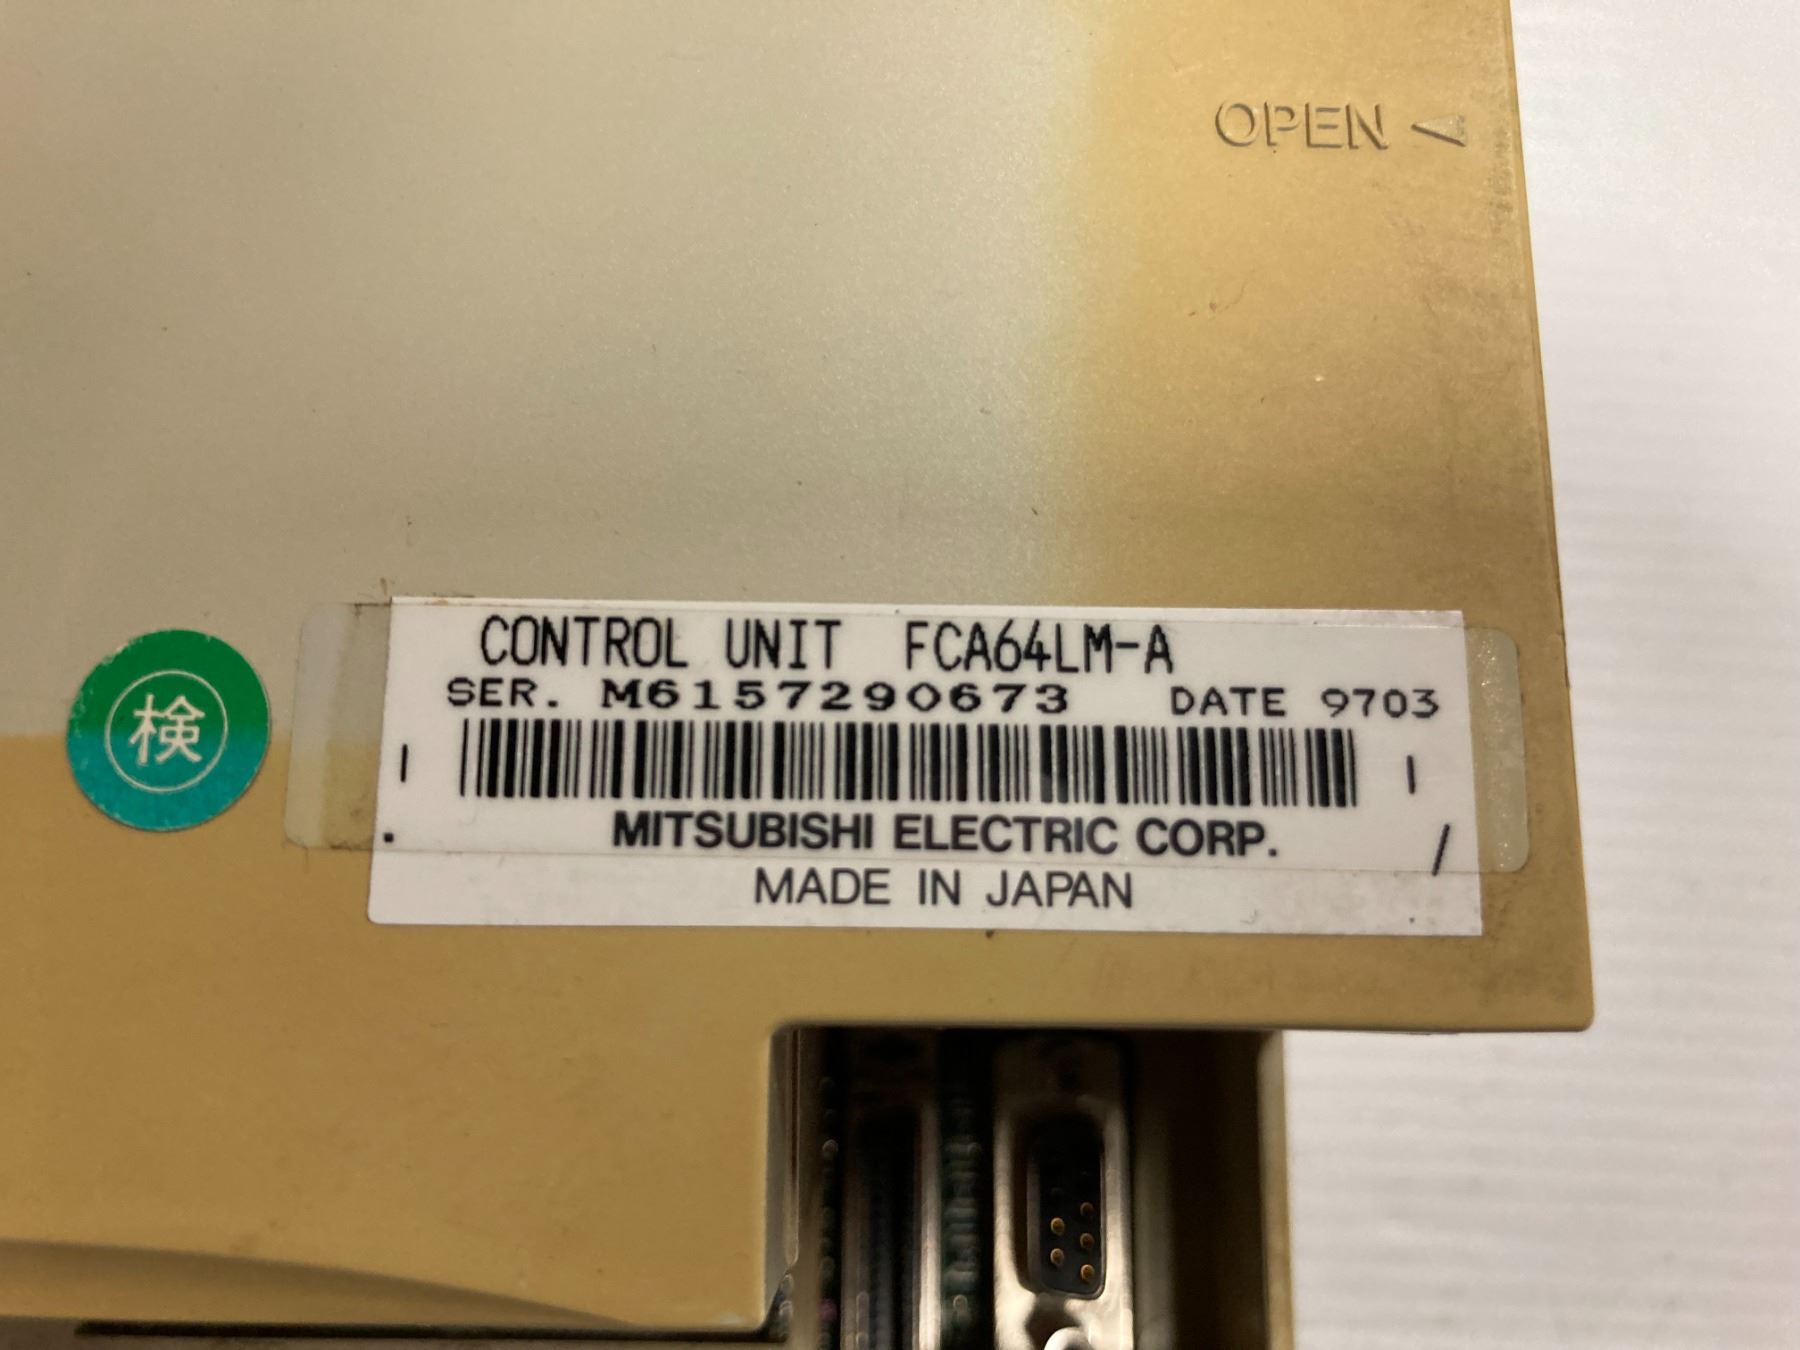 OPEN
CONTROL UNIT FCA64LM-A
SER. M6157290673 DATE 9703
検
MITSUBISHI ELECTRIC CORP.
MADE IN JAPAN